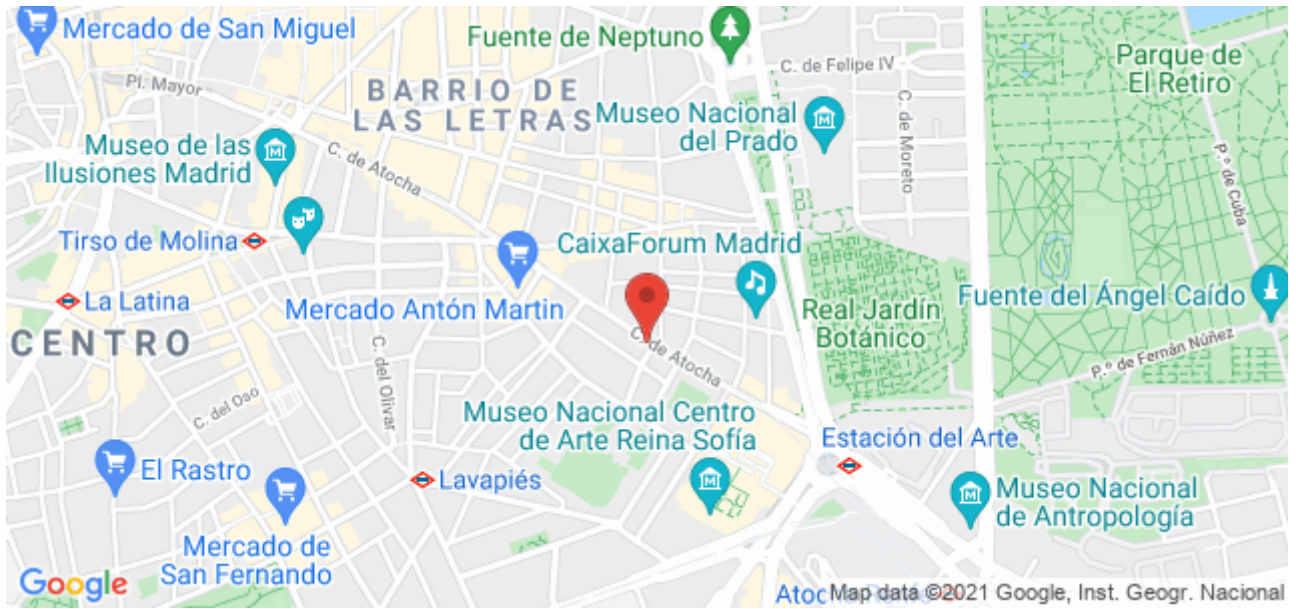 Mercado de San Miguel
Fuente de Neptuno
C. de Felipe IV
Parque de
El Retiro
Pl. Mayor
BARRIO DE
LAS LETRAS
Museo Nacional
del Prado
C. de Moreto
Museo de las
Ilusiones Madrid
C. de Atocha
P.º de Cuba
Tirso de Molina
CaixaForum Madrid
La Latina
Mercado Antón Martin
Real Jardín
Botánico
Fuente del Ángel Caído
CENTRO
C. del Olivar
C. de Atocha
P.º de Fernán Núñez
C. del Oso
Museo Nacional Centro
de Arte Reina Sofía
Estación del Arte
El Rastro
Lavapiés
Museo Nacional
de Antropología
Mercado de
San Fernando
Google
Map data ©2021 Google, Inst. Geogr. Nacional